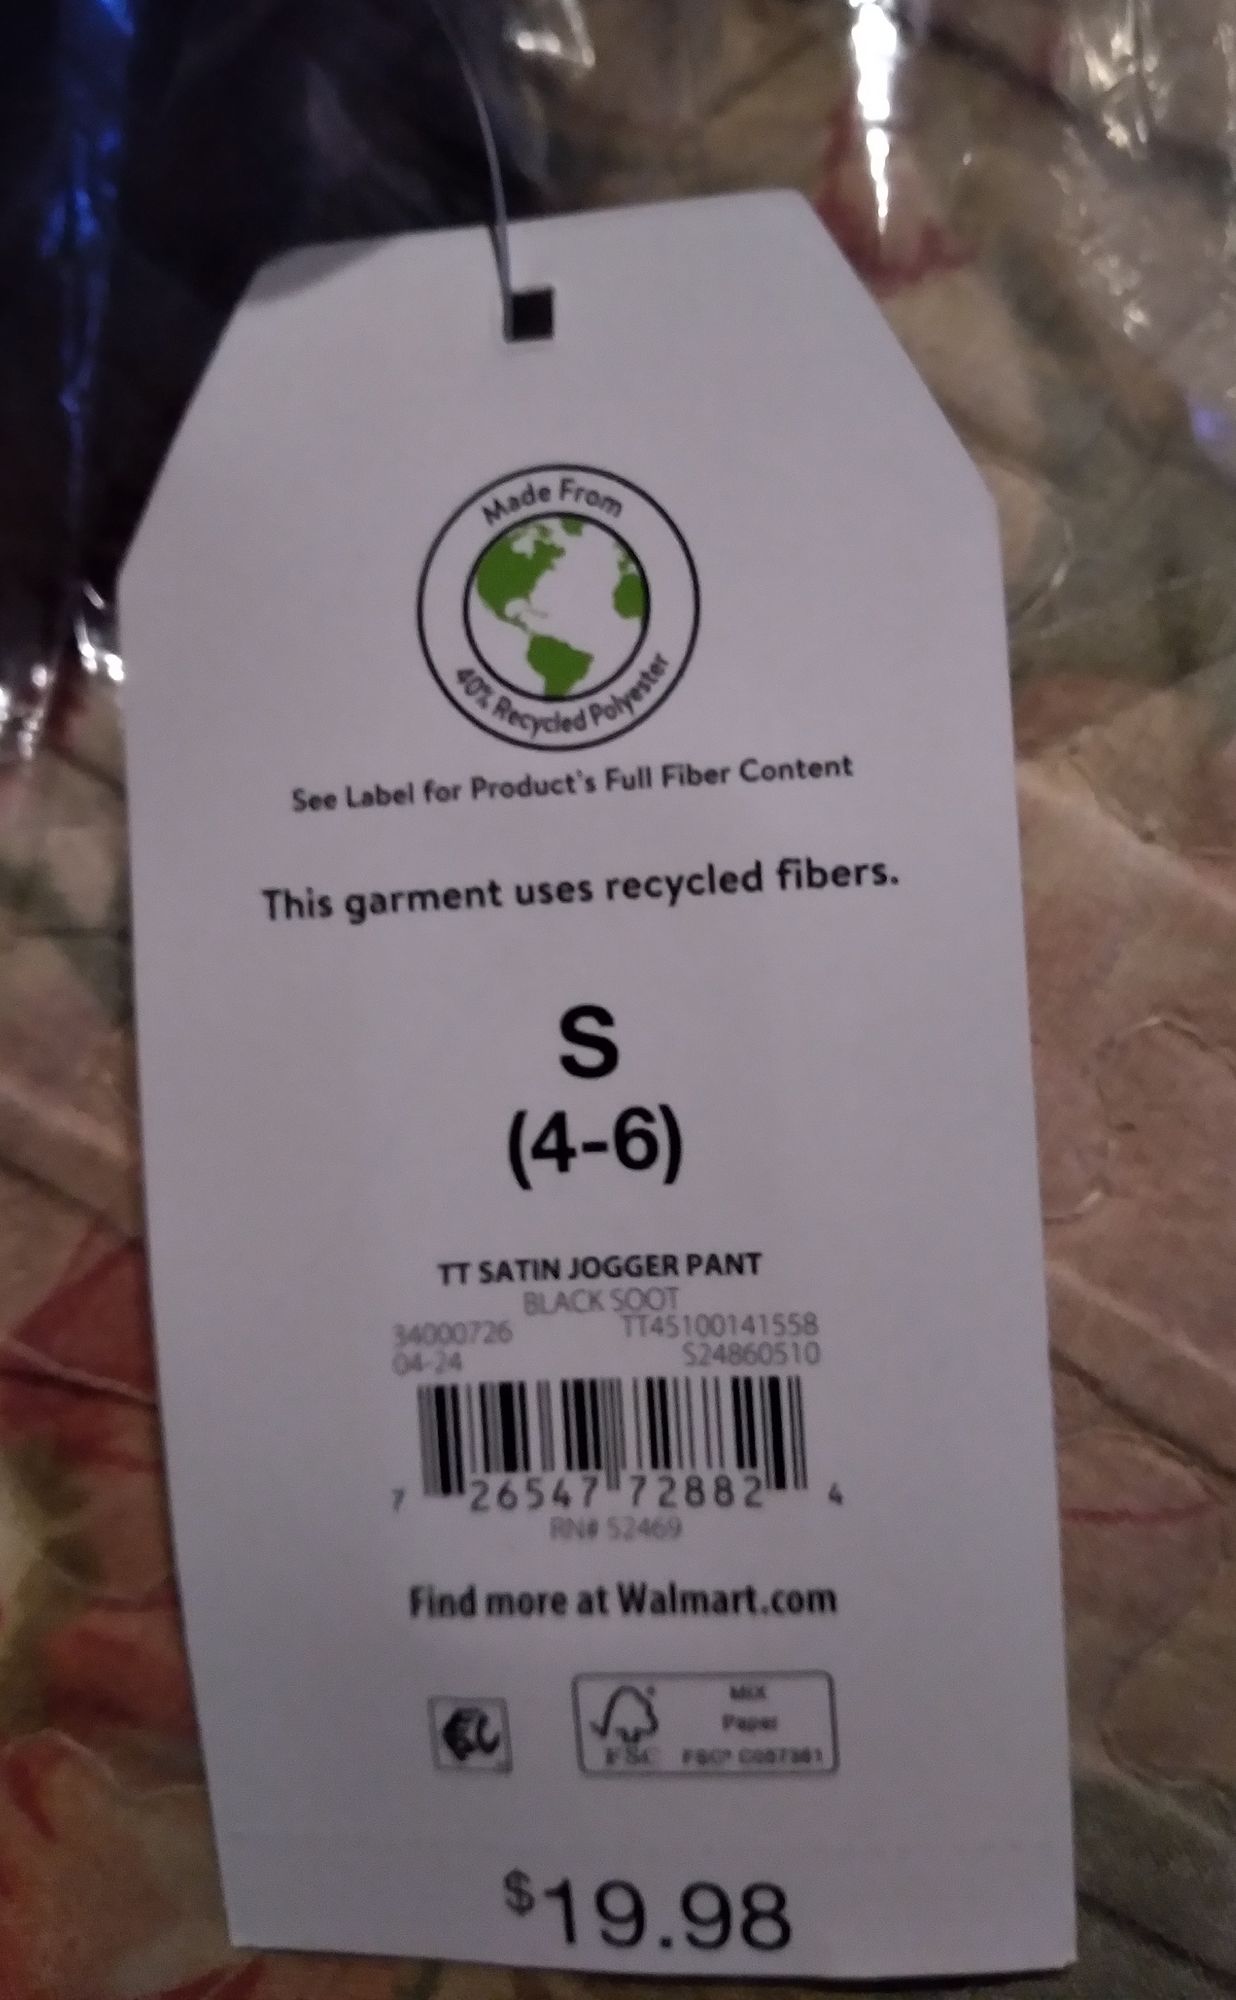 Made From
40% Recycled Polyester
See Label for Product's Full Fiber Content
This garment uses recycled fibers.
S
(4-6)
TT SATIN JOGGER PANT
BLACK SOOT
34000726 TT45100141558
04-24 S24860510
7 26547 72882 4
RN# 52469
Find more at Walmart.com
MIX
Paper
FSC
$19.98